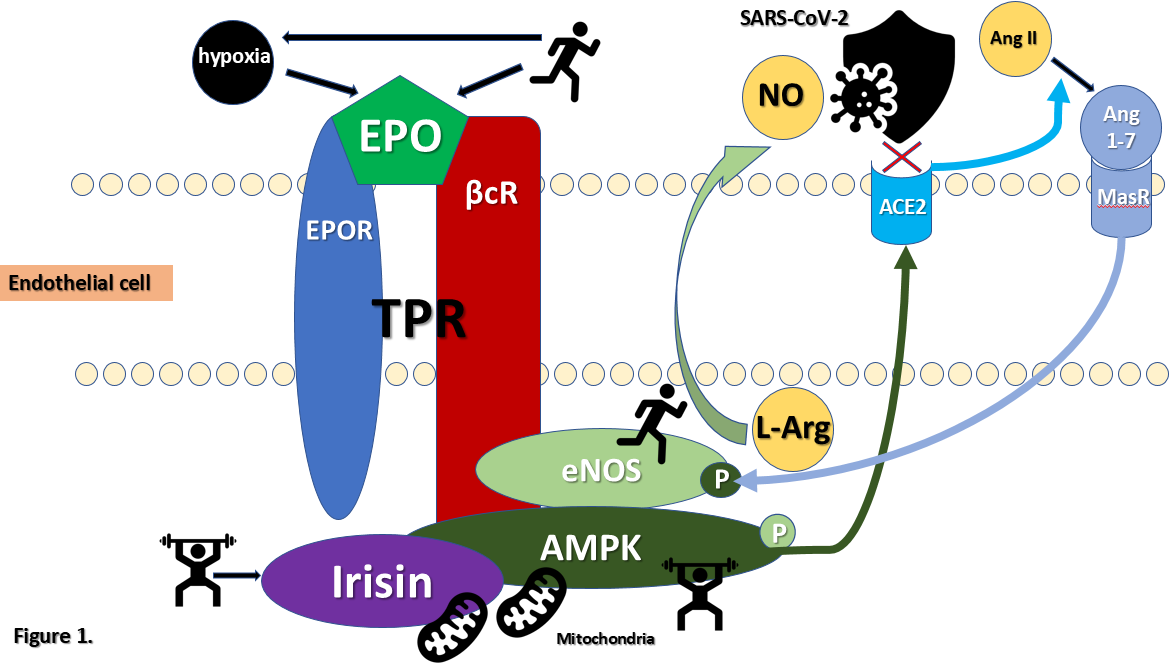 SARS-CoV-2
hypoxia
Ang II
NO
EPO
Ang
1-7
βcR
MasR
ACE2
EPOR
Endothelial cell
TPR
L-Arg
eNOS
P
P
AMPK
Irisin
Figure 1.
Mitochondria